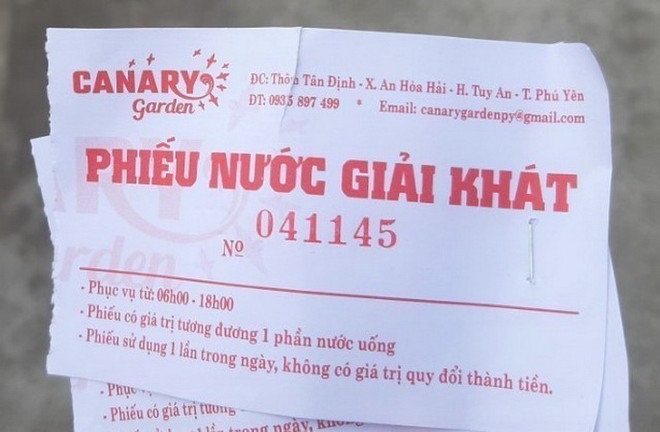 CANARY
Garden
ĐC: Thôn Tân Định - X. An Hòa Hải - H. Tuy An - T. Phú Yên
ĐT: 0935 897 499 * Email: canarygardenpy@gmail.com
PHIẾU NƯỚC GIẢI KHÁT
Nº 041145
- Phục vụ từ: 06h00 - 18h00
- Phiếu có giá trị tương đương 1 phần nước uống
- Phiếu sử dụng 1 lần trong ngày, không có giá trị quy đổi thành tiền.
- Phục
- Phiếu có giá trị tương